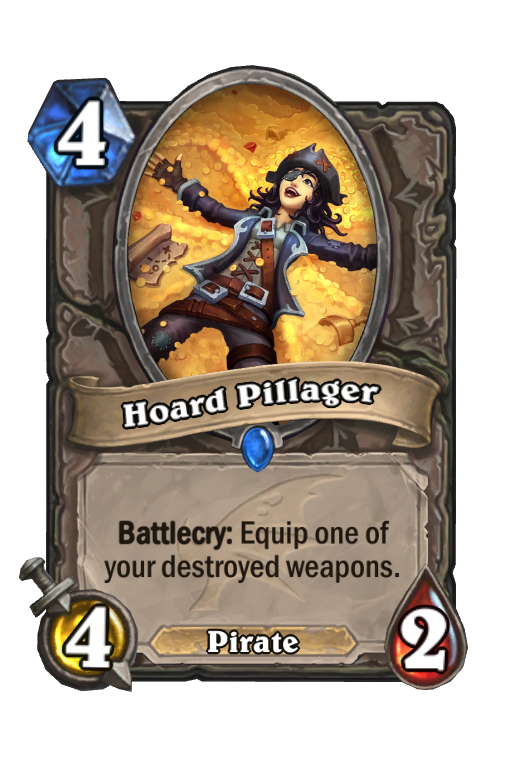 4
Hoard Pillager
Battlecry: Equip one of
your destroyed weapons.
4
Pirate
2